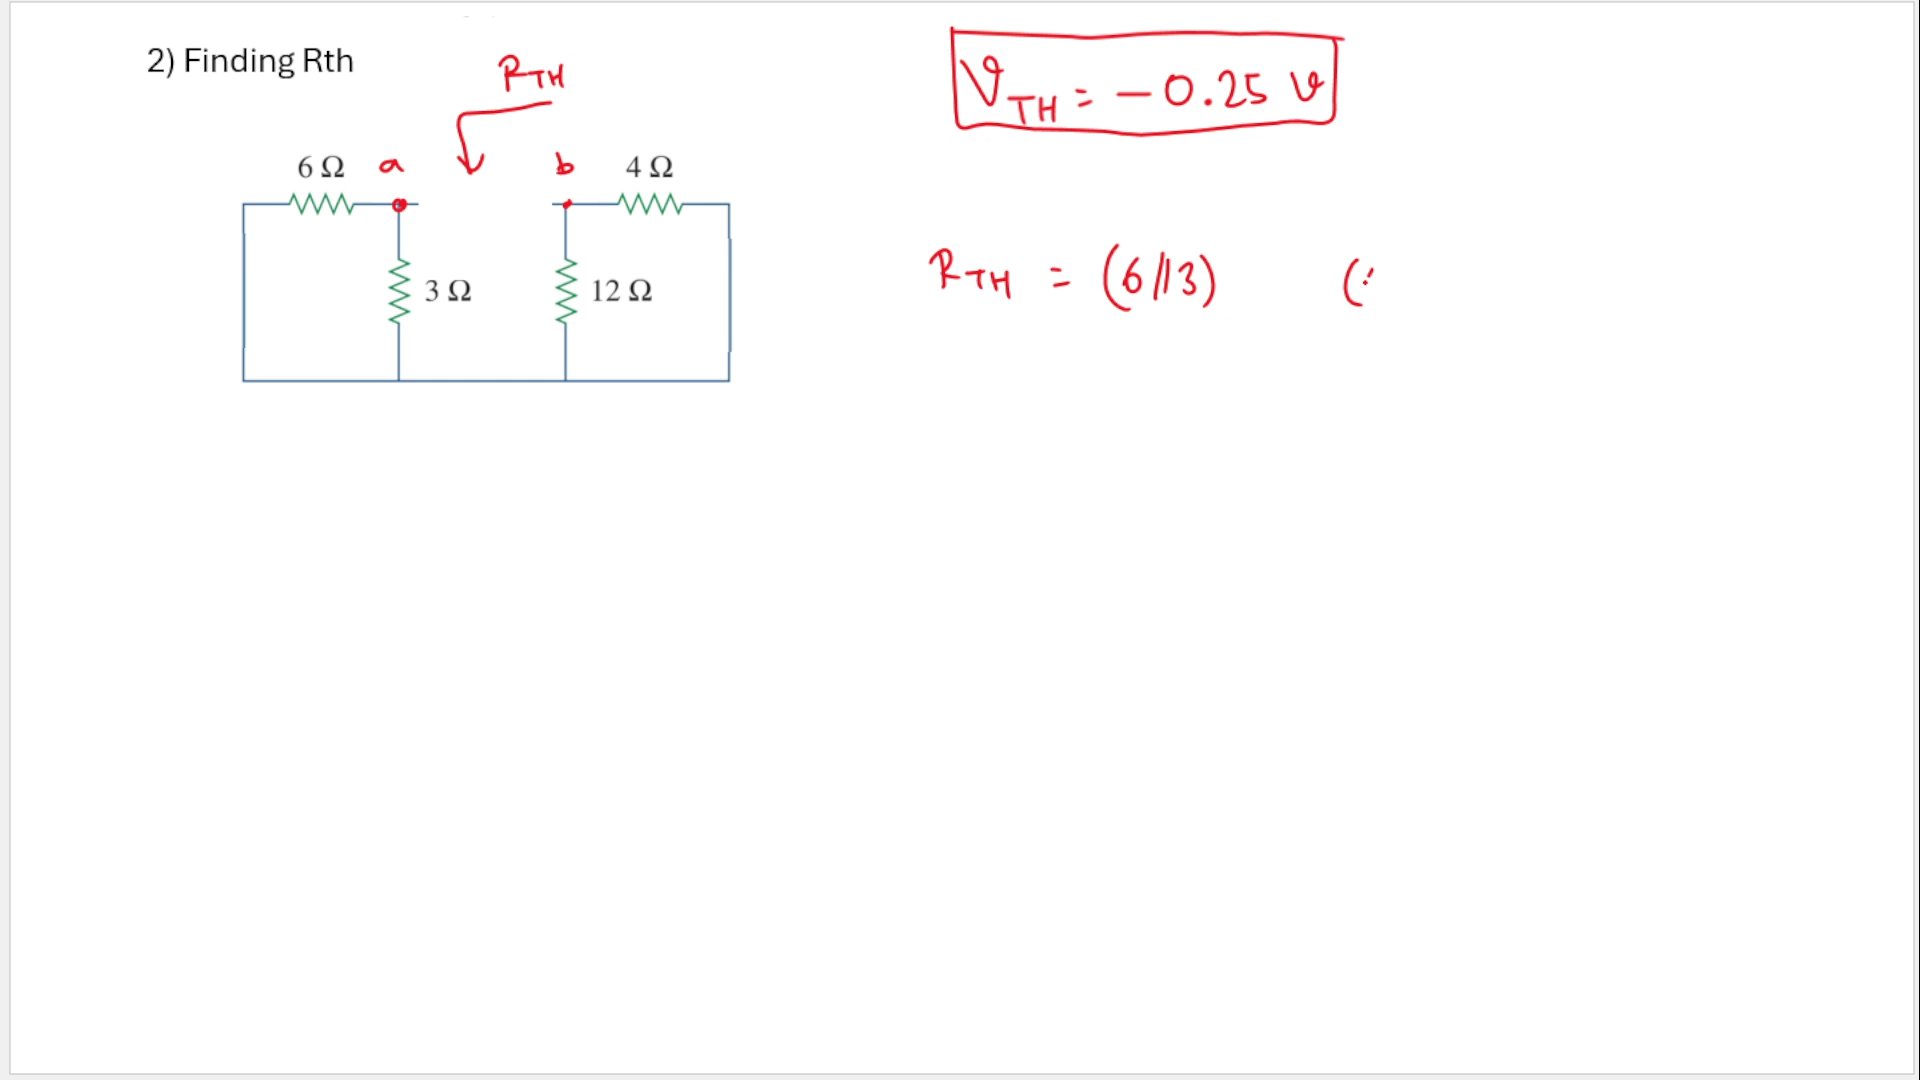 2) Finding Rth
RTH
VTH = -0.25 V
6 Ω a b 4 Ω
3 Ω 12 Ω
RTH = (6//3) (